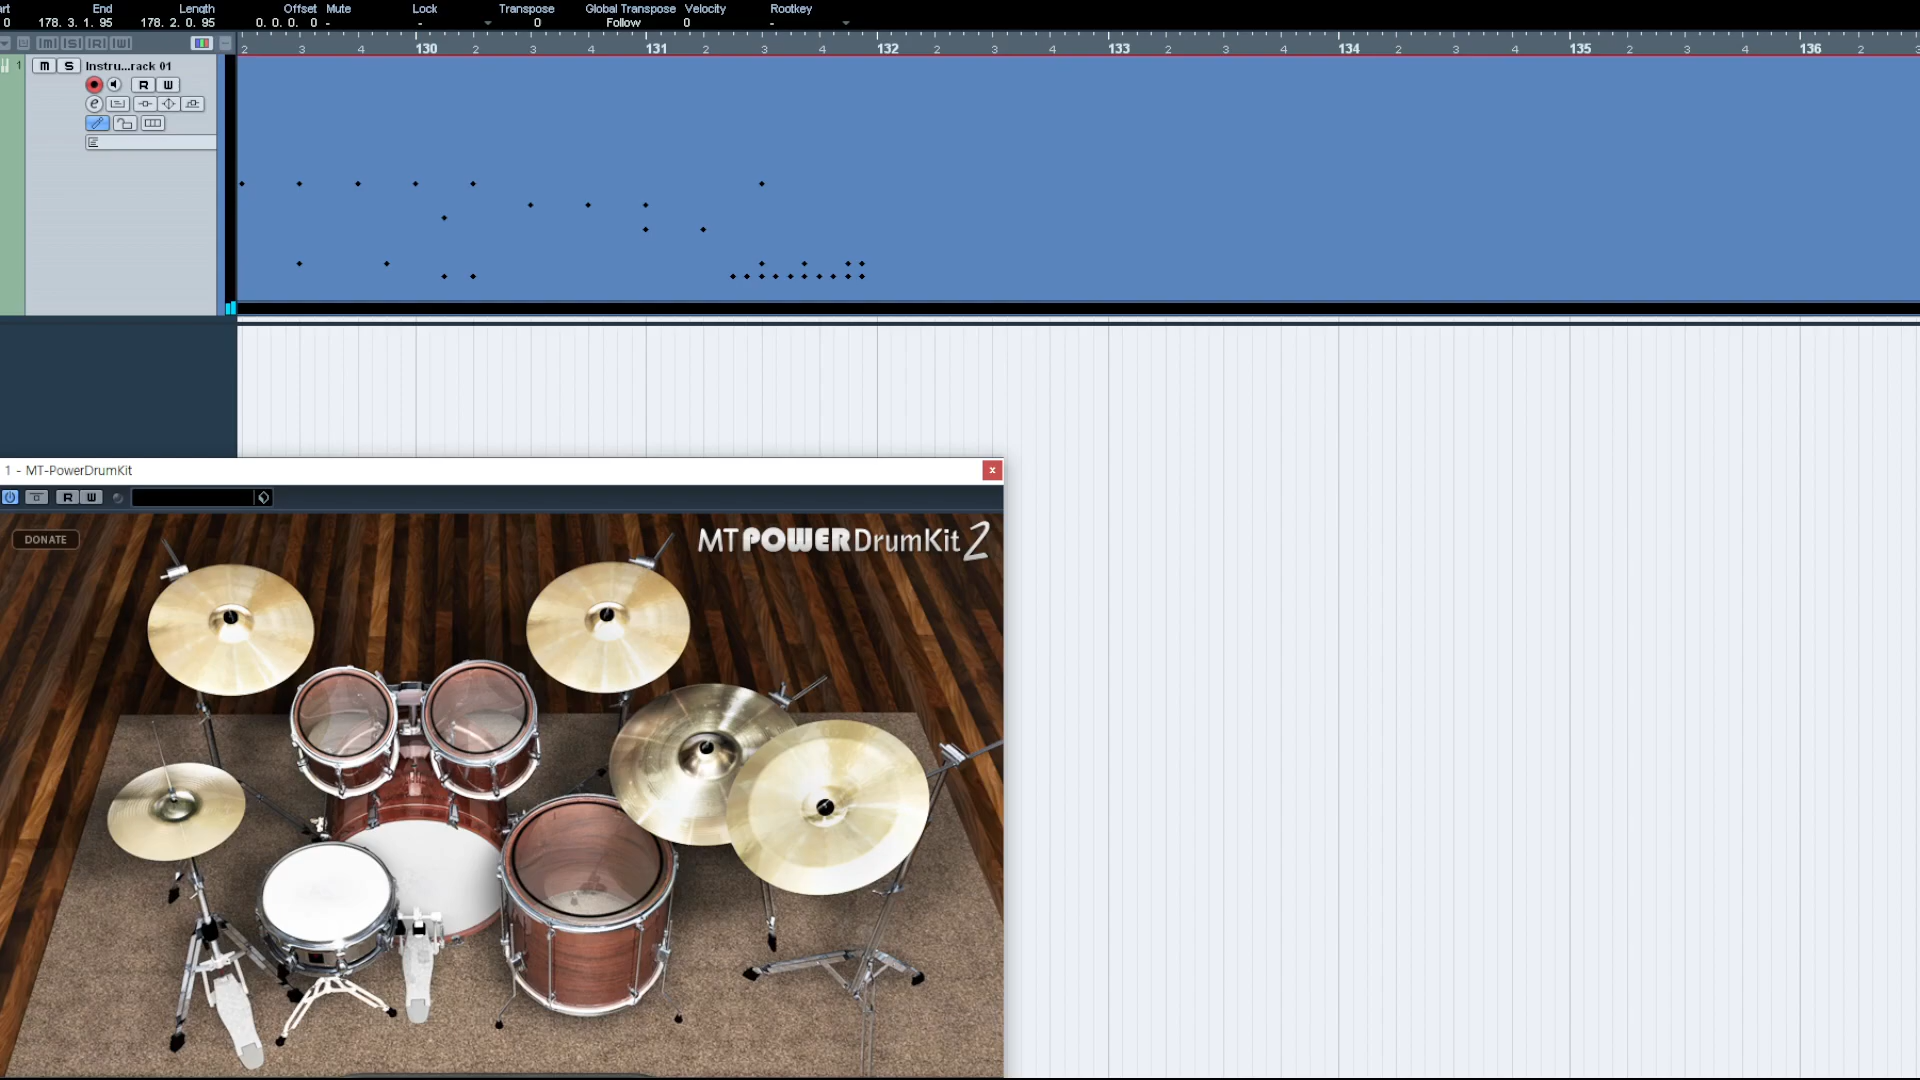 End Length Offset Mute Lock Transpose Global Transpose Velocity Rootkey
0 178. 3. 1. 95 178. 2. 0. 95 0. 0. 0. 0 - - 0 Follow 0 -
M S R W
2 3 4 130 2 3 4 131 2 3 4 132 2 3 4 133 2 3 4 134 2 3 4 135 2 3 4 136 2
1 M S Instru...rack 01
R W
e
1 - MT-PowerDrumKit x
R W
DONATE
MT POWER DrumKit 2